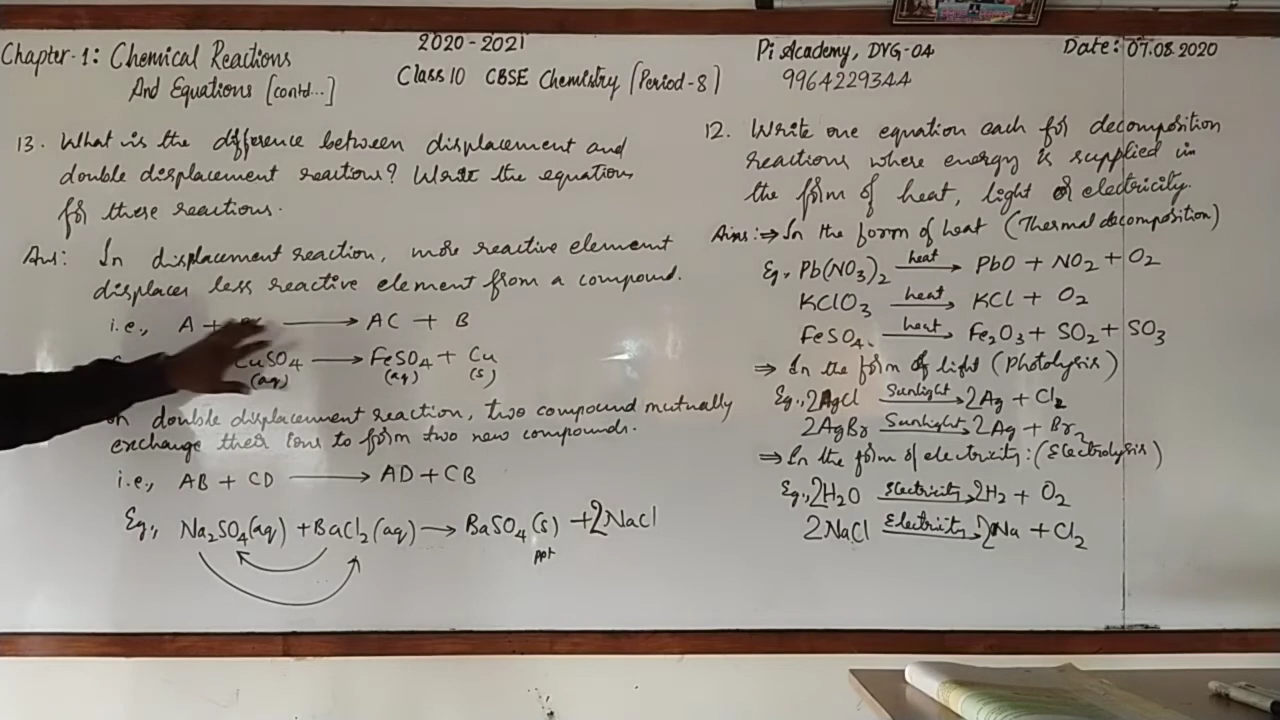 Chapter-1: Chemical Reactions
And Equations [contd...]
2020-2021
Class 10 CBSE Chemistry [Period-8]
Pi Academy, DVG-04
9964229344
Date: 07.08.2020
13. What is the difference between displacement and
double displacement reactions? Write the equations
for these reactions.
Ans: In displacement reaction, more reactive element
displaces less reactive element from a compound.
i.e., A + → AC + B
CuSO4 (aq) → FeSO4 (aq) + Cu (s)
In double displacement reaction, two compound mutually
exchange their ions to form two new compounds.
i.e., AB + CD → AD + CB
Eg., Na2SO4(aq) + BaCl2(aq) → BaSO4(s) + 2NaCl
ppt
12. Write one equation each for decomposition
reactions where energy is supplied in
the form of heat, light or electricity.
Ans: ⇒ In the form of heat (Thermal decomposition)
Eg., Pb(NO3)2 heat → PbO + NO2 + O2
KClO3 heat → KCl + O2
FeSO4 heat → Fe2O3 + SO2 + SO3
⇒ In the form of light (Photolysis)
Eg., 2AgCl Sunlight → 2Ag + Cl2
2AgBr Sunlight → 2Ag + Br2
⇒ In the form of electricity: (Electrolysis)
Eg., 2H2O Electricity → 2H2 + O2
2NaCl Electricity → 2Na + Cl2